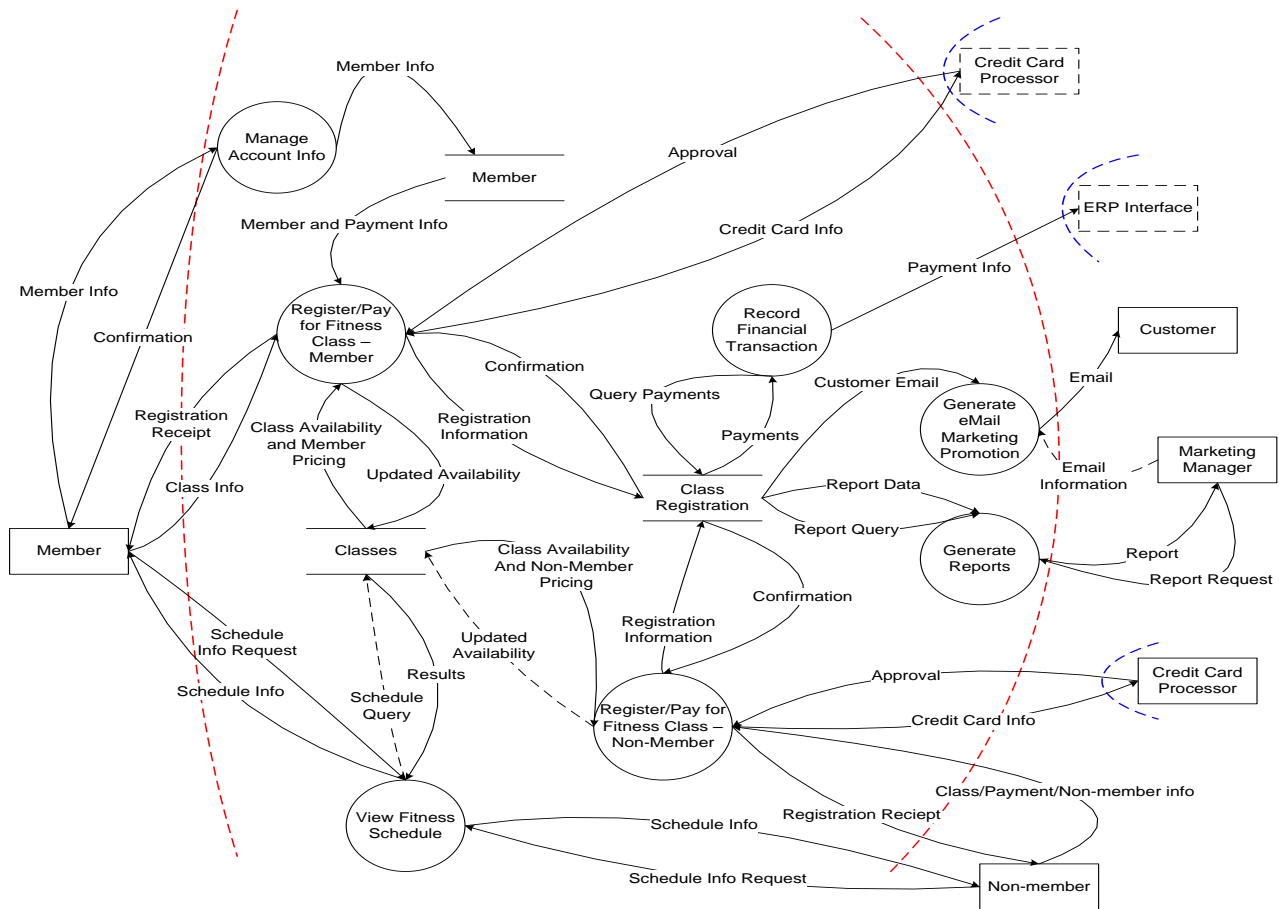 Member Info
Credit Card
Processor
Manage
Account Info
Approval
Member
Member and Payment Info
Credit Card Info
ERP Interface
Payment Info
Member Info
Register/Pay
for Fitness
Class –
Member
Record
Financial
Transaction
Customer
Confirmation
Confirmation
Query Payments
Customer Email
Email
Registration
Receipt
Class Availability
and Member
Pricing
Registration
Information
Payments
Generate
eMail
Marketing
Promotion
Email
Information
Marketing
Manager
Class Info
Updated Availability
Class
Registration
Report Data
Report Query
Member
Classes
Class Availability
And Non-Member
Pricing
Generate
Reports
Report
Report Request
Confirmation
Registration
Information
Updated
Availability
Schedule
Info Request
Results
Schedule Info
Schedule
Query
Register/Pay for
Fitness Class –
Non-Member
Approval
Credit Card
Processor
Credit Card Info
Class/Payment/Non-member info
Registration Reciept
View Fitness
Schedule
Schedule Info
Schedule Info Request
Non-member